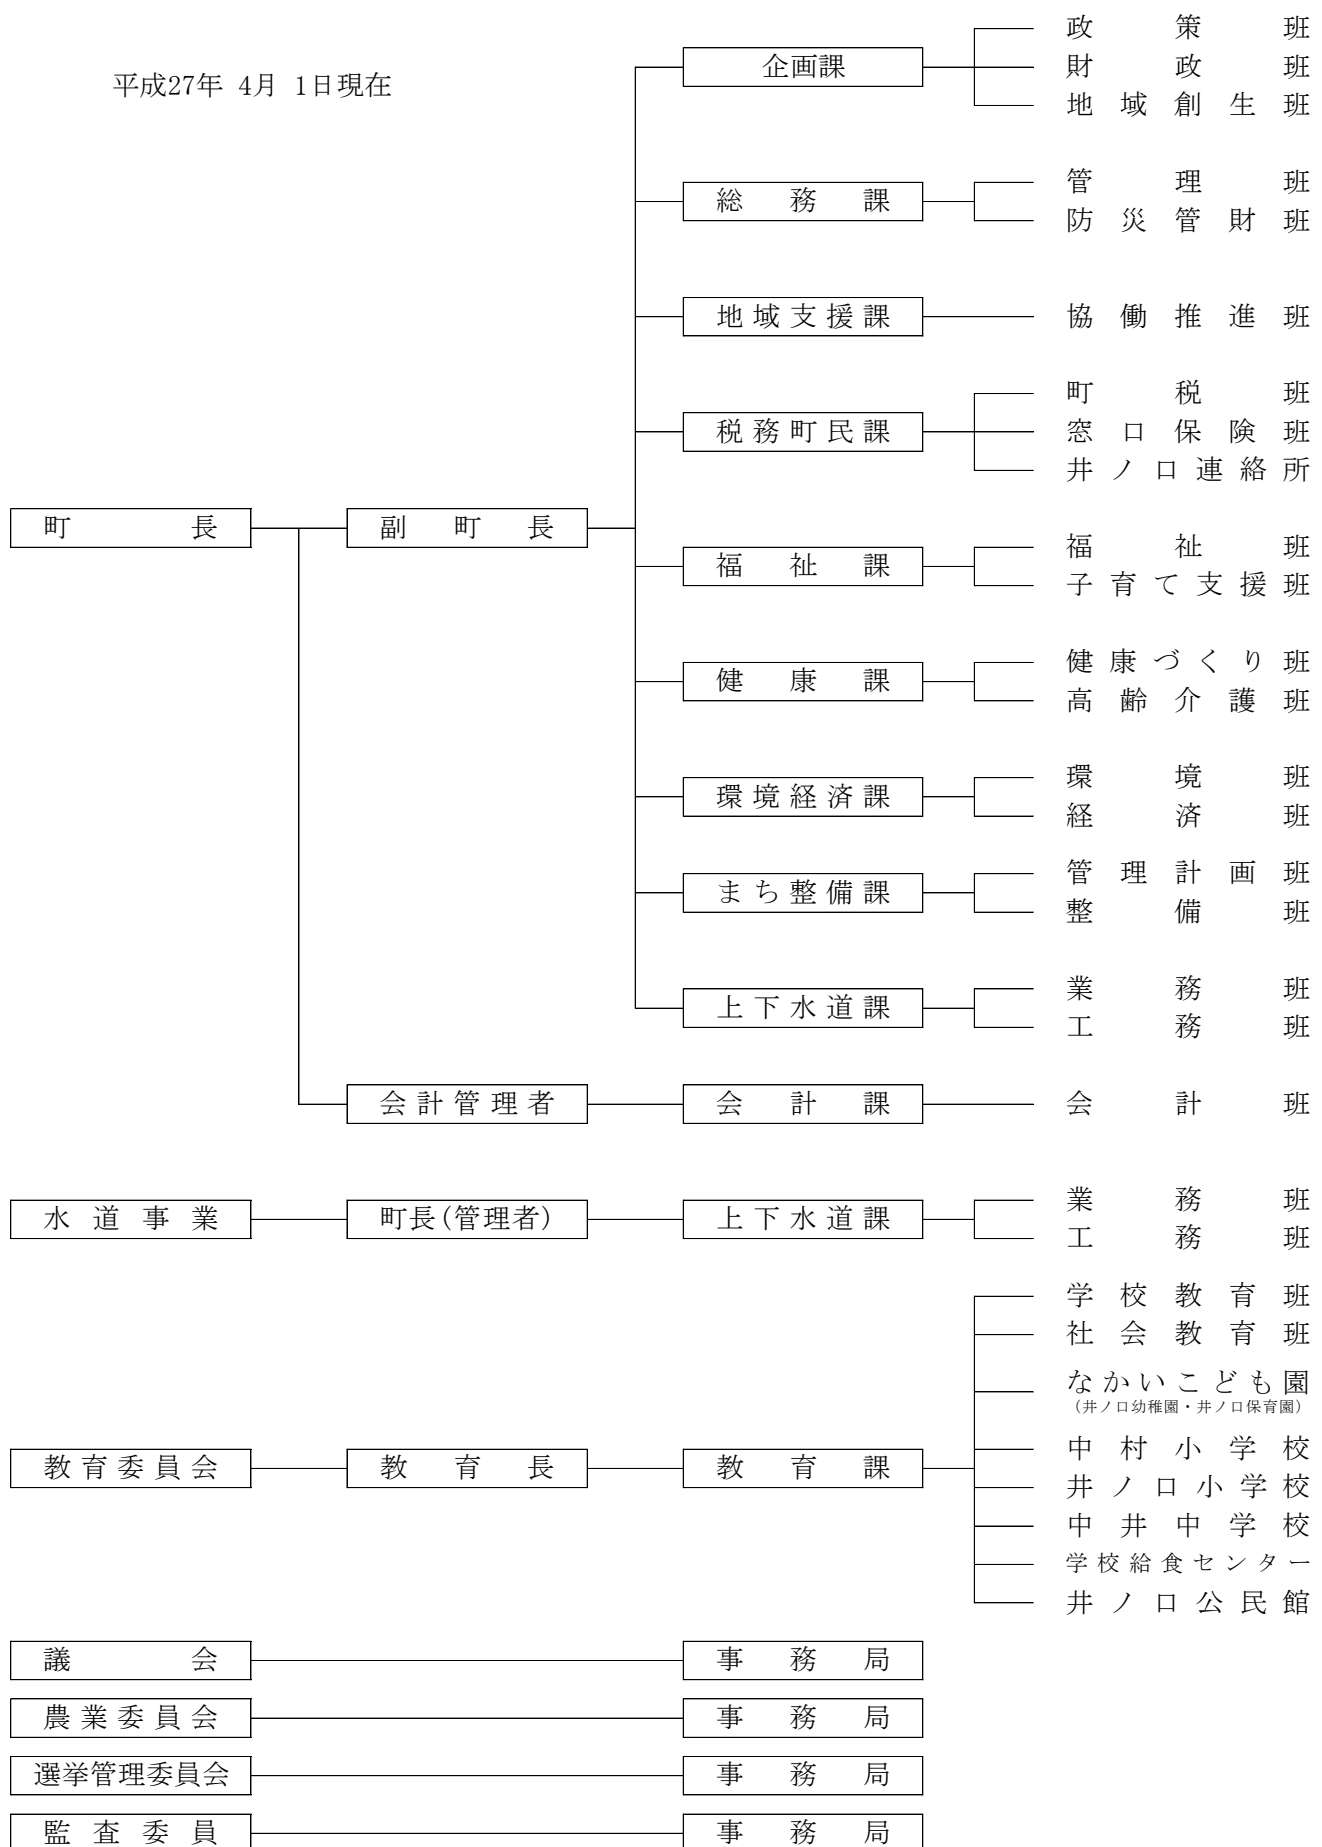 平成27年 4月 1日現在
企画課
政策班
財政班
地域創生班
総務課
管理班
防災管財班
地域支援課
協働推進班
税務町民課
町税班
窓口保険班
井ノ口連絡所
町長
副町長
福祉課
福祉班
子育て支援班
健康課
健康づくり班
高齢介護班
環境経済課
環境班
経済班
まち整備課
管理計画班
整備班
上下水道課
業務班
工務班
会計管理者
会計課
会計班
水道事業
町長(管理者)
上下水道課
業務班
工務班
教育委員会
教育長
教育課
学校教育班
社会教育班
なかいこども園
(井ノ口幼稚園・井ノ口保育園)
中村小学校
井ノ口小学校
中井中学校
学校給食センター
井ノ口公民館
議会
事務局
農業委員会
事務局
選挙管理委員会
事務局
監査委員
事務局